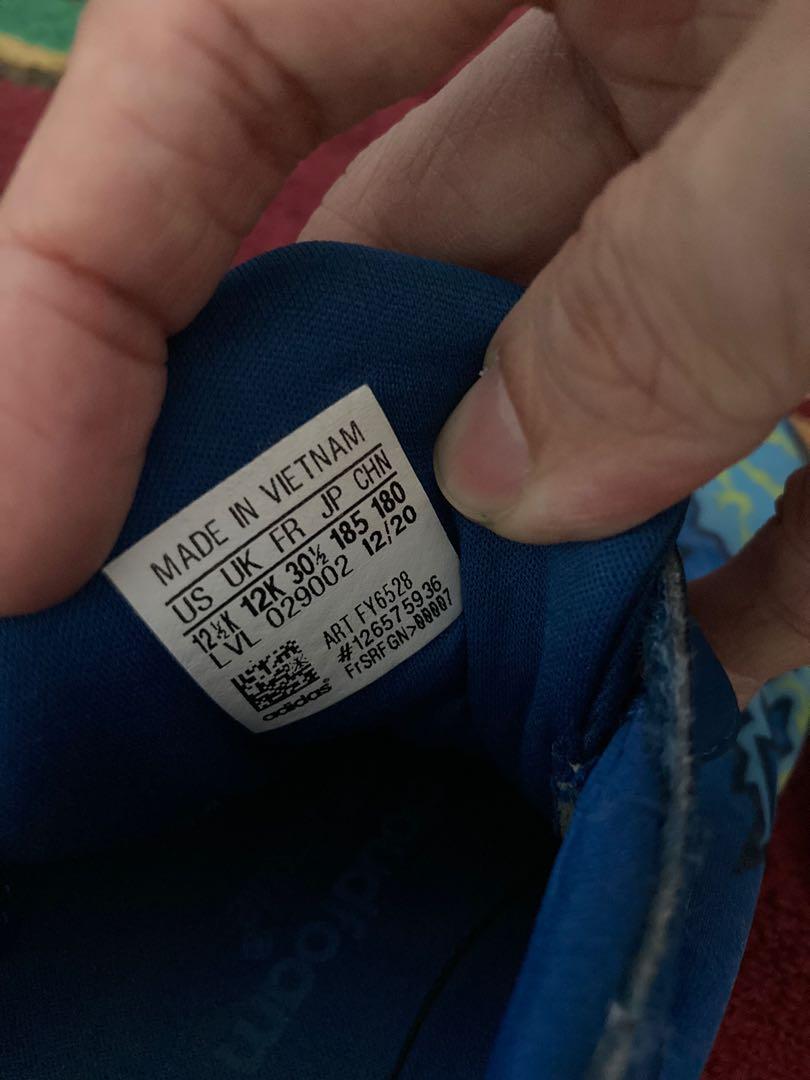 MADE IN VIETNAM
US UK FR JP CHN
12½K 12K 30½ 185 180
LVL 029002 12/20
ART FY6528
#126575936
FrSRFGN>00007
adidas